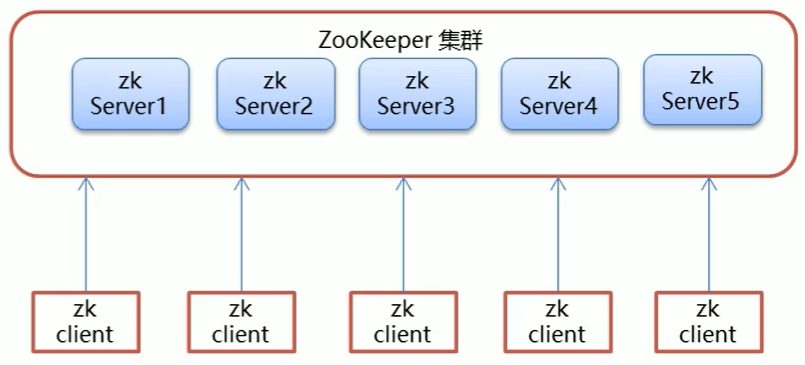 ZooKeeper 集群
zk
Server1
zk
Server2
zk
Server3
zk
Server4
zk
Server5
zk
client
zk
client
zk
client
zk
client
zk
client